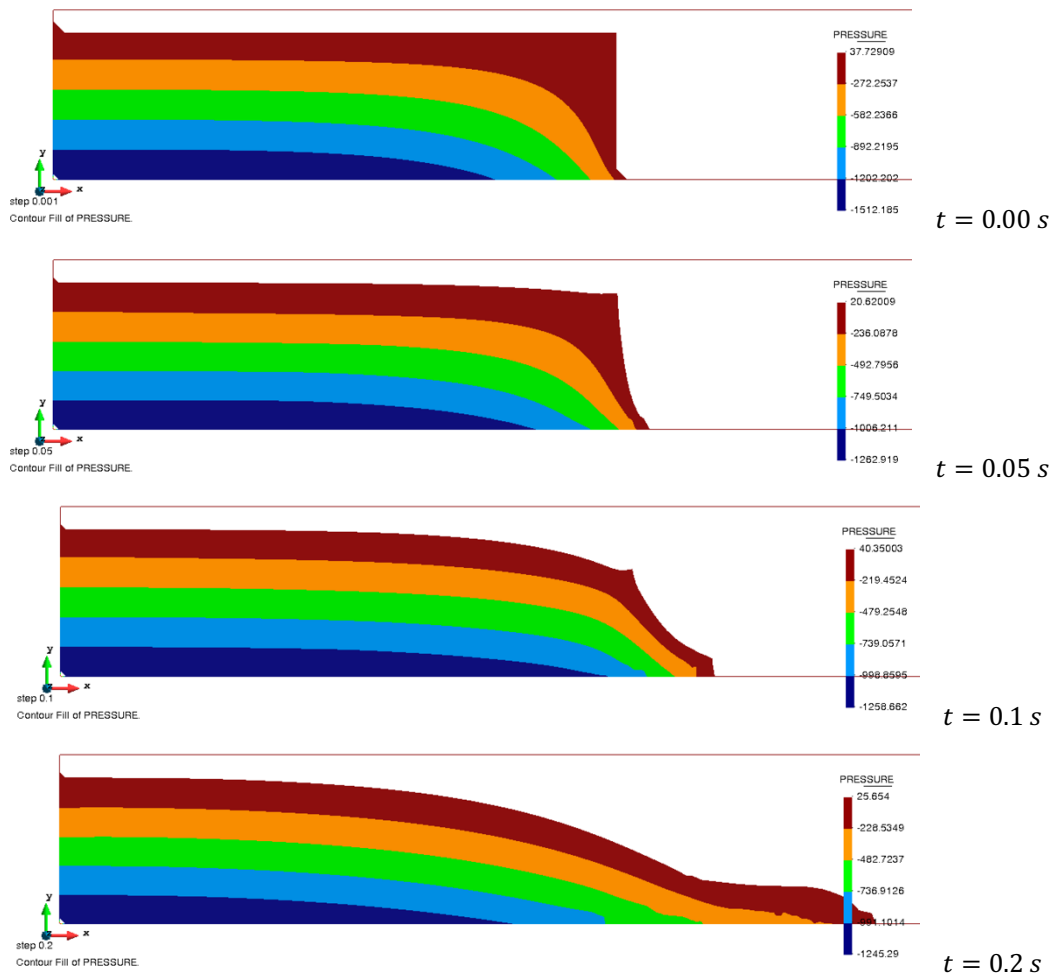 PRESSURE
37.72909
-272.2537
-582.2366
-892.2195
-1202.202
-1512.185
y
x
step 0.001
Contour Fill of PRESSURE.
t = 0.00 s
PRESSURE
20.62009
-236.0878
-492.7956
-749.5034
-1006.211
-1262.919
y
x
step 0.05
Contour Fill of PRESSURE.
t = 0.05 s
PRESSURE
40.35003
-219.4524
-479.2548
-739.0571
-998.8595
-1258.662
y
x
step 0.1
Contour Fill of PRESSURE.
t = 0.1 s
PRESSURE
25.654
-228.5349
-482.7237
-736.9126
-991.1014
-1245.29
y
x
step 0.2
Contour Fill of PRESSURE.
t = 0.2 s